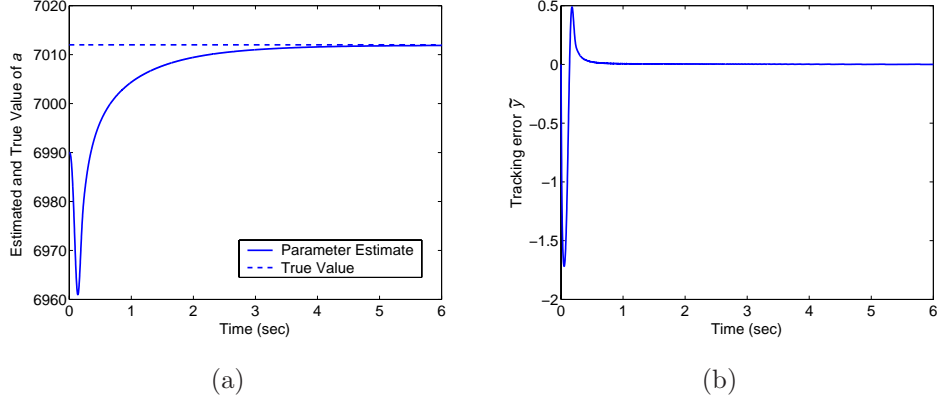 Estimated and True Value of a
7020
7010
7000
6990
6980
6970
6960
0 1 2 3 4 5 6
Time (sec)
Parameter Estimate
True Value
(a)
Tracking error ỹ
0.5
0
−0.5
−1
−1.5
−2
0 1 2 3 4 5 6
Time (sec)
(b)